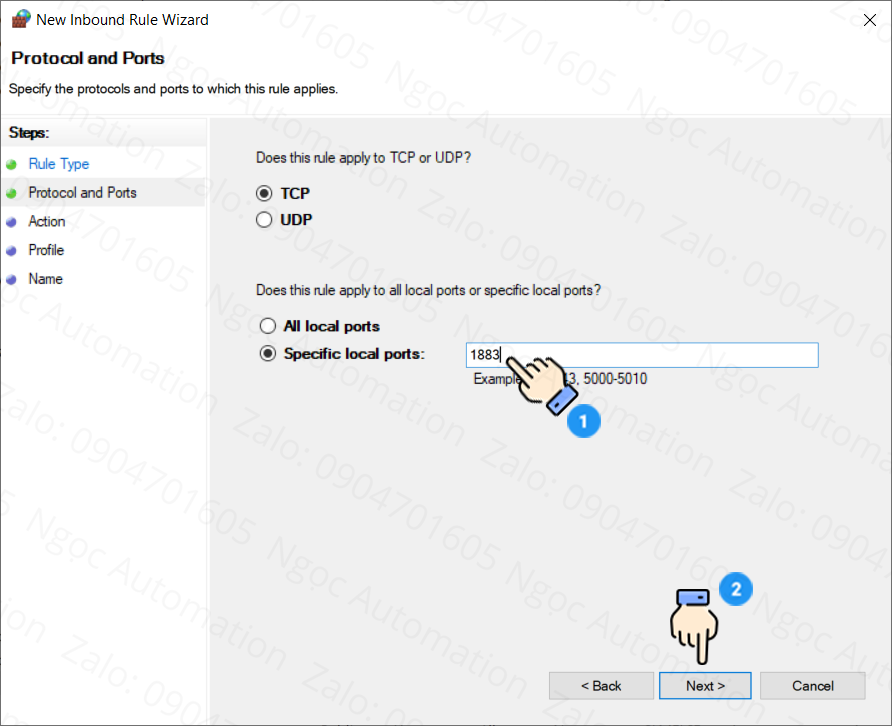 New Inbound Rule Wizard
Protocol and Ports
Specify the protocols and ports to which this rule applies.
Steps:
Rule Type
Protocol and Ports
Action
Profile
Name
Does this rule apply to TCP or UDP?
TCP
UDP
Does this rule apply to all local ports or specific local ports?
All local ports
Specific local ports:
1883
Example 3, 5000-5010
1
2
< Back
Next >
Cancel
Ngọc Automation
Zalo: 0904701605